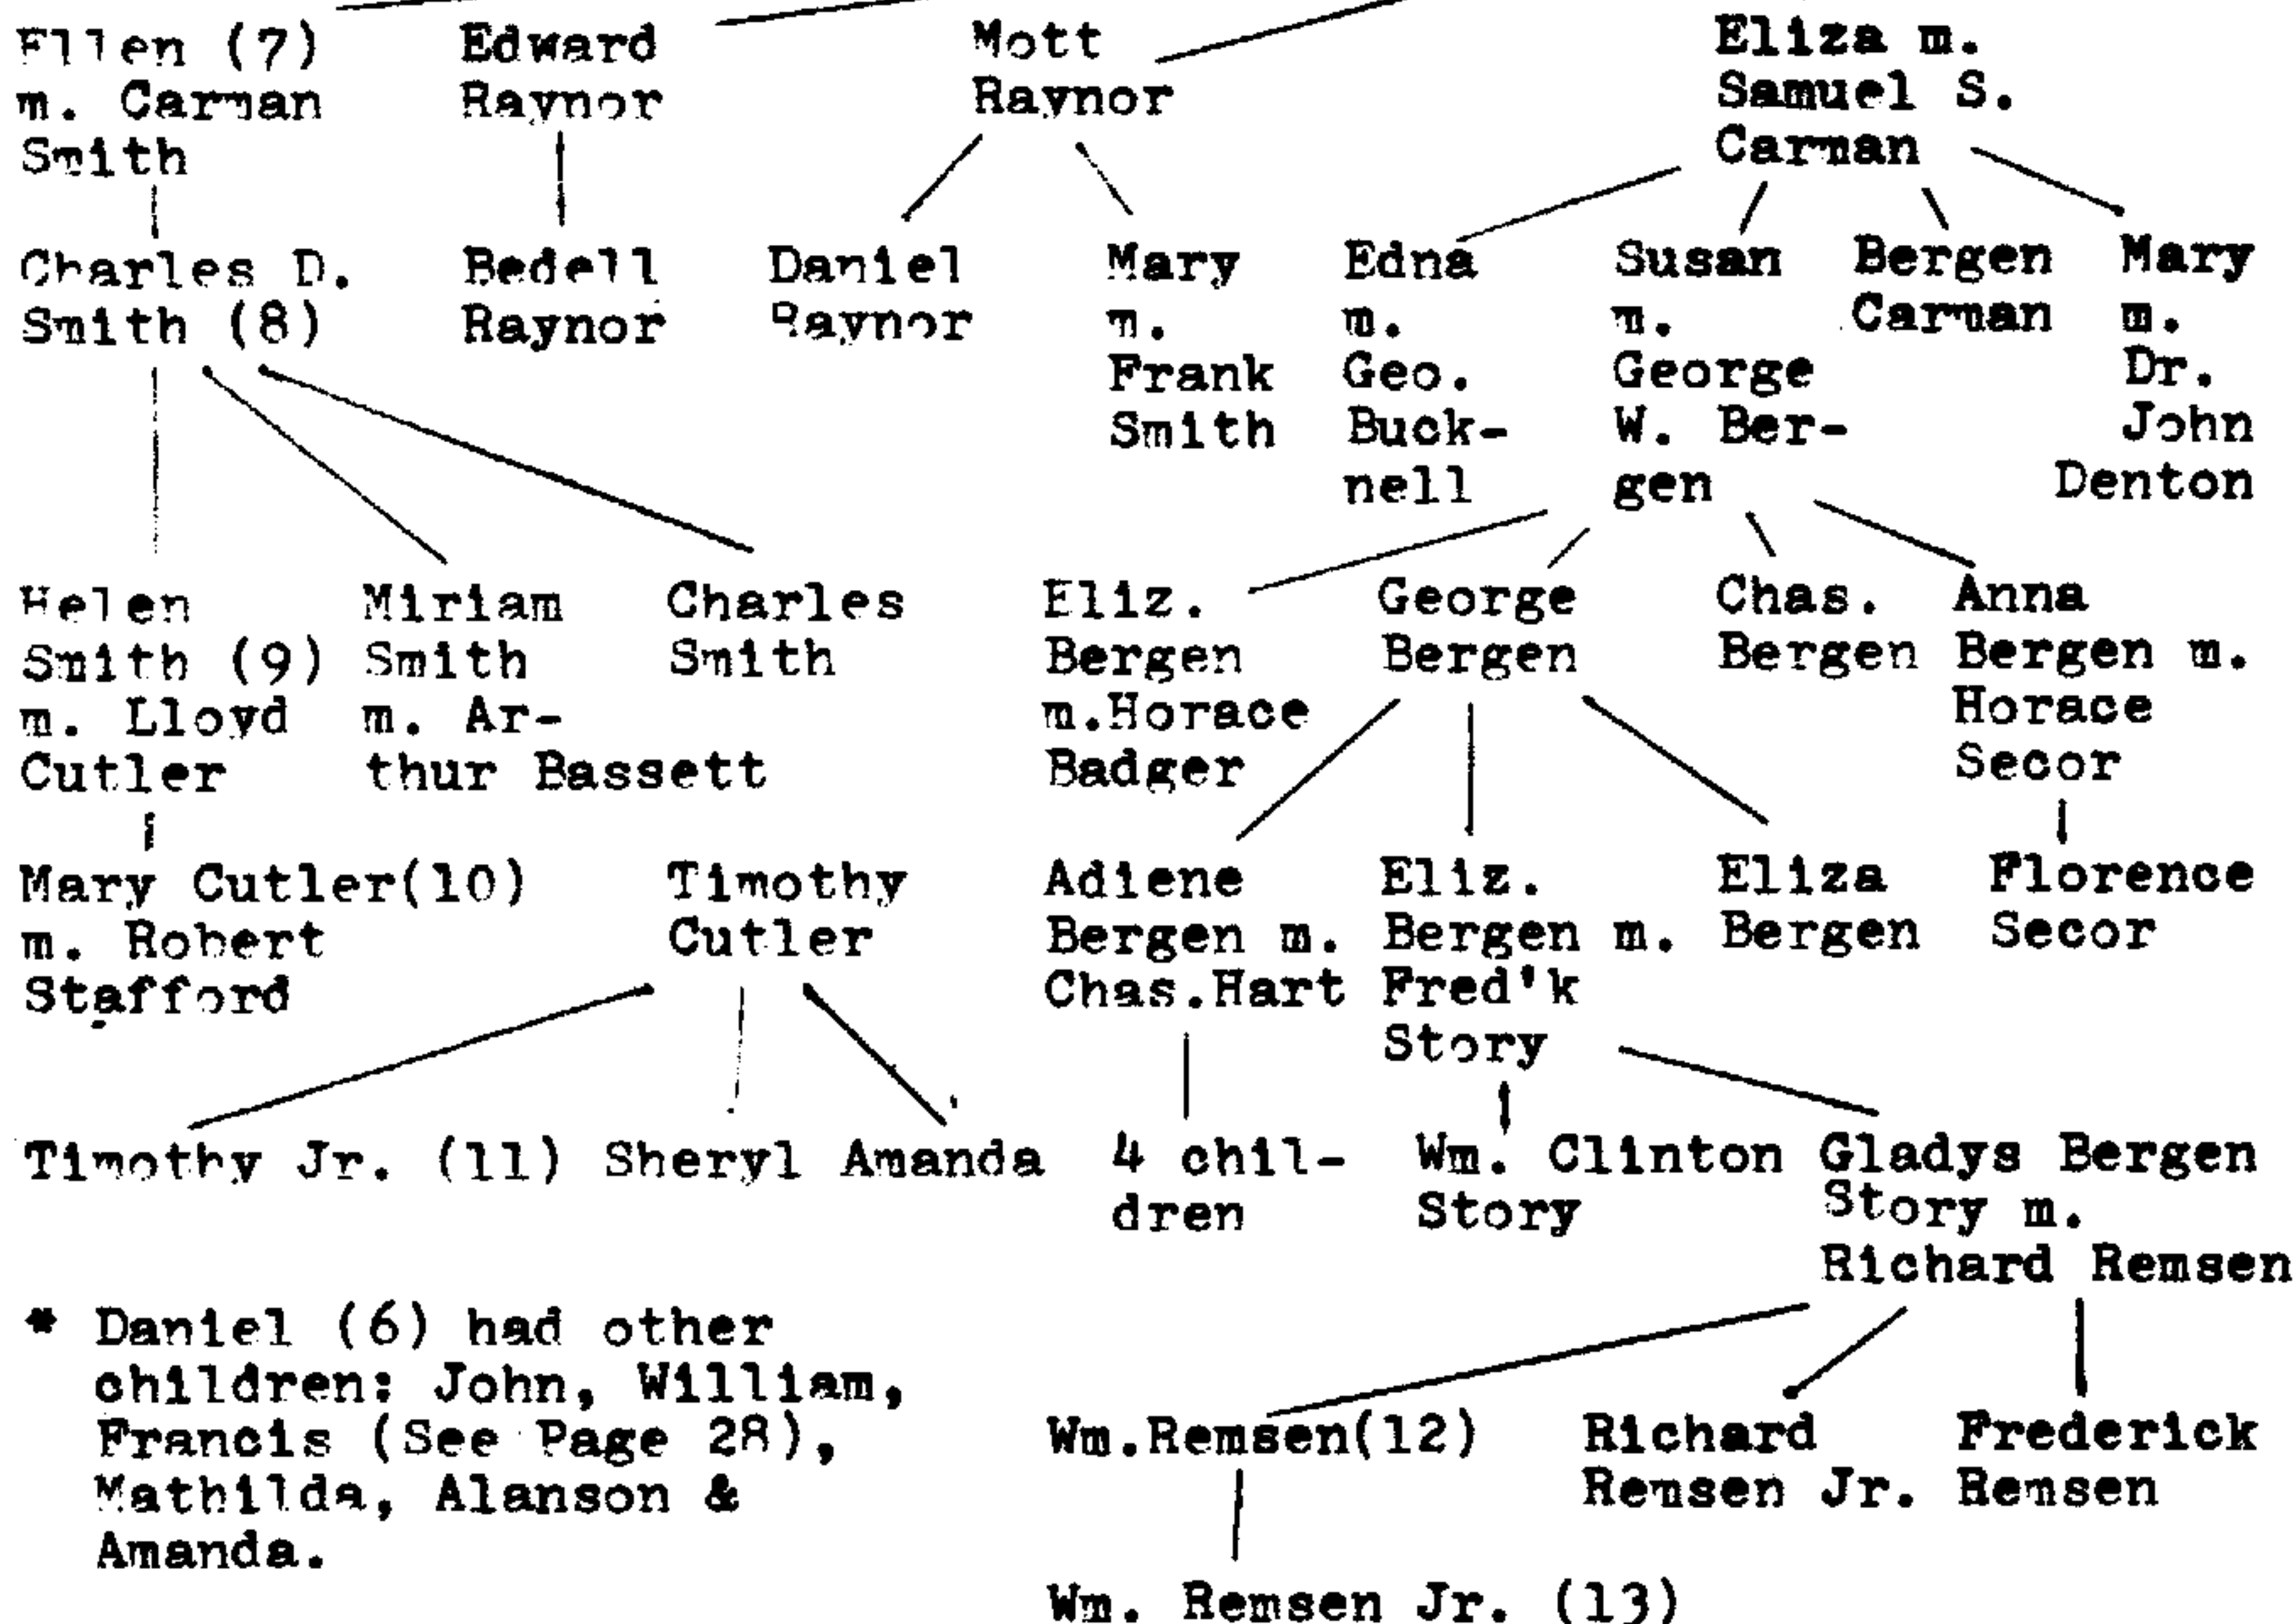 Ellen (7)
m. Carman
Smith
Edward
Raynor
Mott
Raynor
Eliza m.
Samuel S.
Carman
Charles D.
Smith (8)
Bedell
Raynor
Daniel
Raynor
Mary
m.
Frank
Smith
Edna
m.
Geo.
Buck-
nell
Susan
m.
George
W. Ber-
gen
Bergen
Carman
Mary
m.
Dr.
John
Denton
Helen
Smith (9)
m. Lloyd
Cutler
Miriam
Smith
m. Ar-
thur Bassett
Charles
Smith
Eliz.
Bergen
m.Horace
Badger
George
Bergen
Chas.
Bergen
Anna
Bergen m.
Horace
Secor
Mary Cutler(10)
m. Robert
Stafford
Timothy
Cutler
Adiene
Bergen m.
Chas.Hart
Eliz.
Bergen m.
Fred'k
Story
Eliza
Bergen
Florence
Secor
Timothy Jr. (11)
Sheryl
Amanda
4 chil-
dren
Wm. Clinton
Story
Gladys Bergen
Story m.
Richard Remsen
* Daniel (6) had other
children: John, William,
Francis (See Page 28),
Mathilda, Alanson &
Amanda.
Wm.Remsen(12)
Richard
Remsen Jr.
Frederick
Remsen
Wm. Remsen Jr. (13)